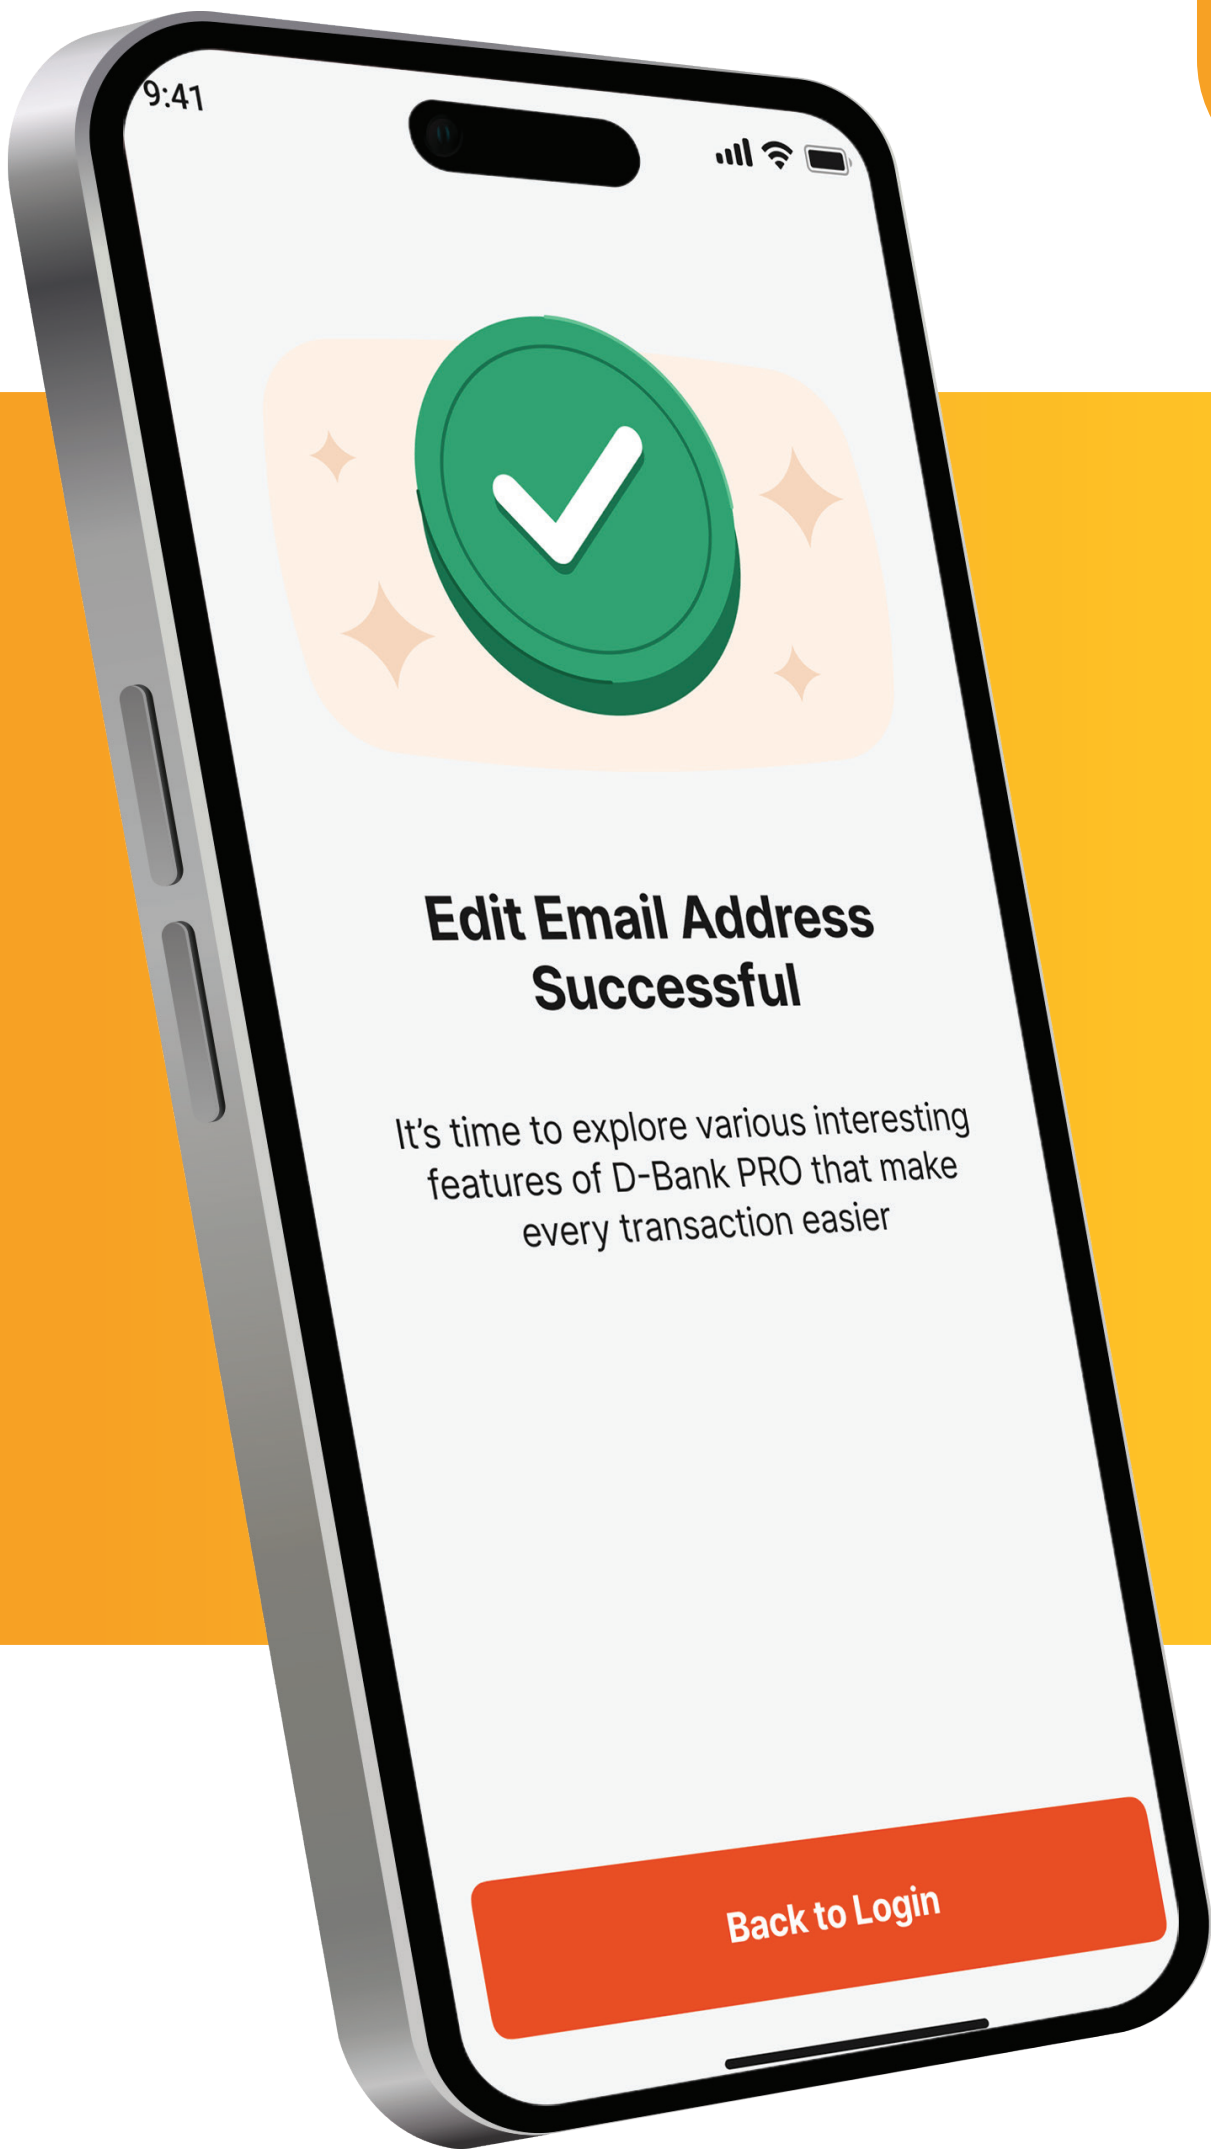 9:41
Edit Email Address
Successful
It's time to explore various interesting
features of D-Bank PRO that make
every transaction easier
Back to Login